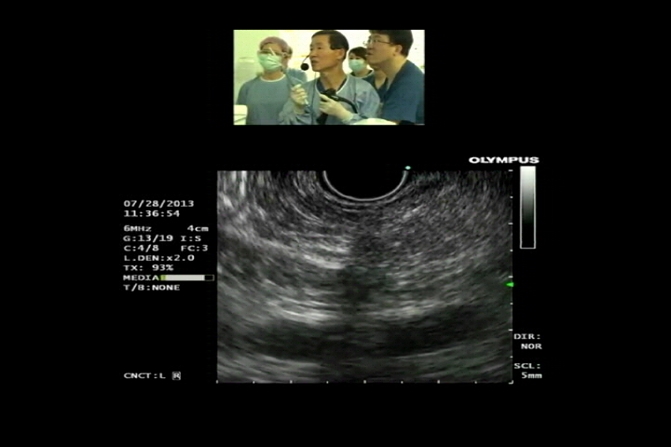 OLYMPUS
07/28/2013
11:36:54
6MHz 4cm
G:13/19 I:S
C:4/8 FC:3
L.DEN:x2.0
TX: 93%
MEDIA
T/B:NONE
DIR:
NOR
SCL:
5mm
CNCT:L R